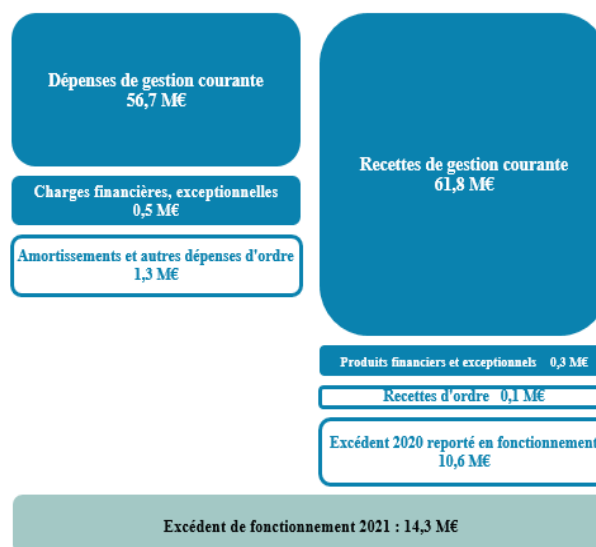 Dépenses de gestion courante
56,7 M€
Charges financières, exceptionnelles
0,5 M€
Amortissements et autres dépenses d'ordre
1,3 M€
Recettes de gestion courante
61,8 M€
Produits financiers et exceptionnels 0,3 M€
Recettes d'ordre 0,1 M€
Excédent 2020 reporté en fonctionnement
10,6 M€
Excédent de fonctionnement 2021 : 14,3 M€